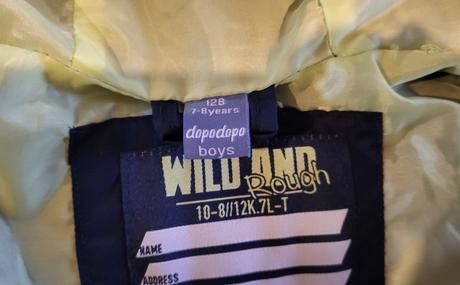 128
7-8years
dopodopo
boys
WILD AND
Rough
10-8//12K.7L-T
NAME
ADDRESS